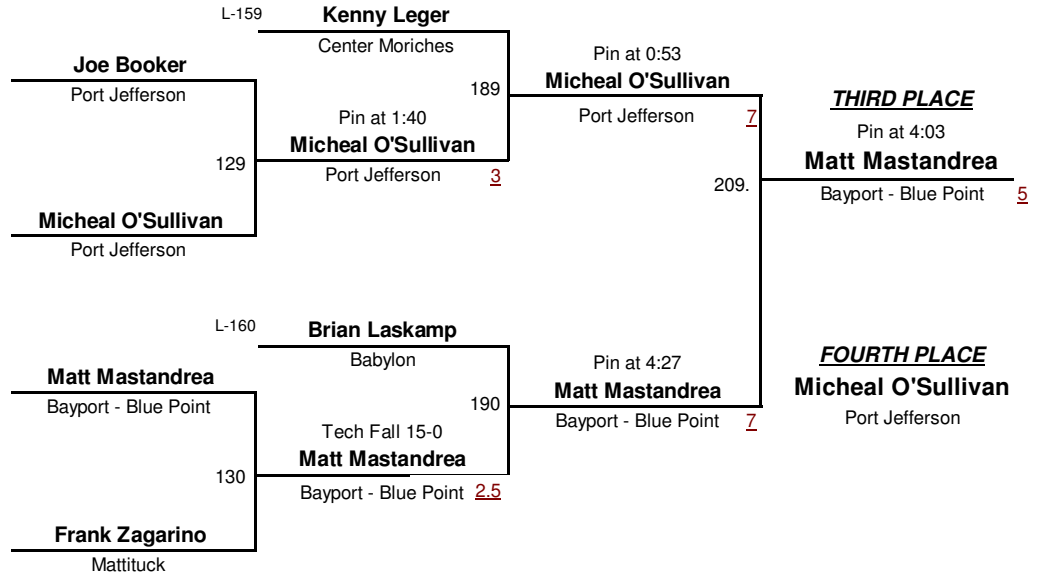 L-159
Kenny Leger
Center Moriches
Joe Booker
Port Jefferson
189
Pin at 0:53
Micheal O'Sullivan
Port Jefferson 7
THIRD PLACE
Pin at 4:03
Matt Mastandrea
Bayport - Blue Point 5
129
Pin at 1:40
Micheal O'Sullivan
Port Jefferson 3
209.
Micheal O'Sullivan
Port Jefferson
L-160
Brian Laskamp
Babylon
Matt Mastandrea
Bayport - Blue Point
190
Pin at 4:27
Matt Mastandrea
Bayport - Blue Point 7
FOURTH PLACE
Micheal O'Sullivan
Port Jefferson
130
Tech Fall 15-0
Matt Mastandrea
Bayport - Blue Point 2.5
Frank Zagarino
Mattituck